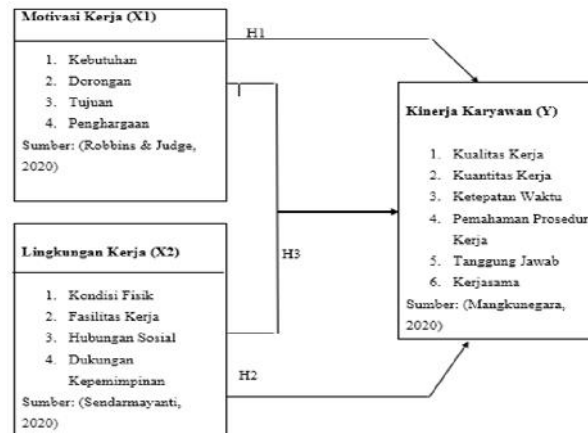 Motivasi Kerja (X1)
1. Kebutuhan
2. Dorongan
3. Tujuan
4. Penghargaan
Sumber: (Robbins & Judge,
2020)
H1
Kinerja Karyawan (Y)
1. Kualitas Kerja
2. Kuantitas Kerja
3. Ketepatan Waktu
4. Pemahaman Prosedur
Kerja
5. Tanggung Jawab
6. Kerjasama
Sumber: (Mangkunegara,
2020)
H3
Lingkungan Kerja (X2)
1. Kondisi Fisik
2. Fasilitas Kerja
3. Hubungan Sosial
4. Dukungan
Kepemimpinan
Sumber: (Sendarmayanti,
2020)
H2